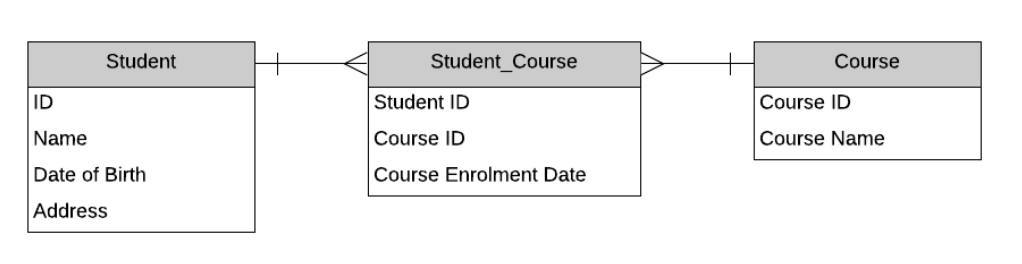 Student
ID
Name
Date of Birth
Address
Student_Course
Student ID
Course ID
Course Enrolment Date
Course
Course ID
Course Name